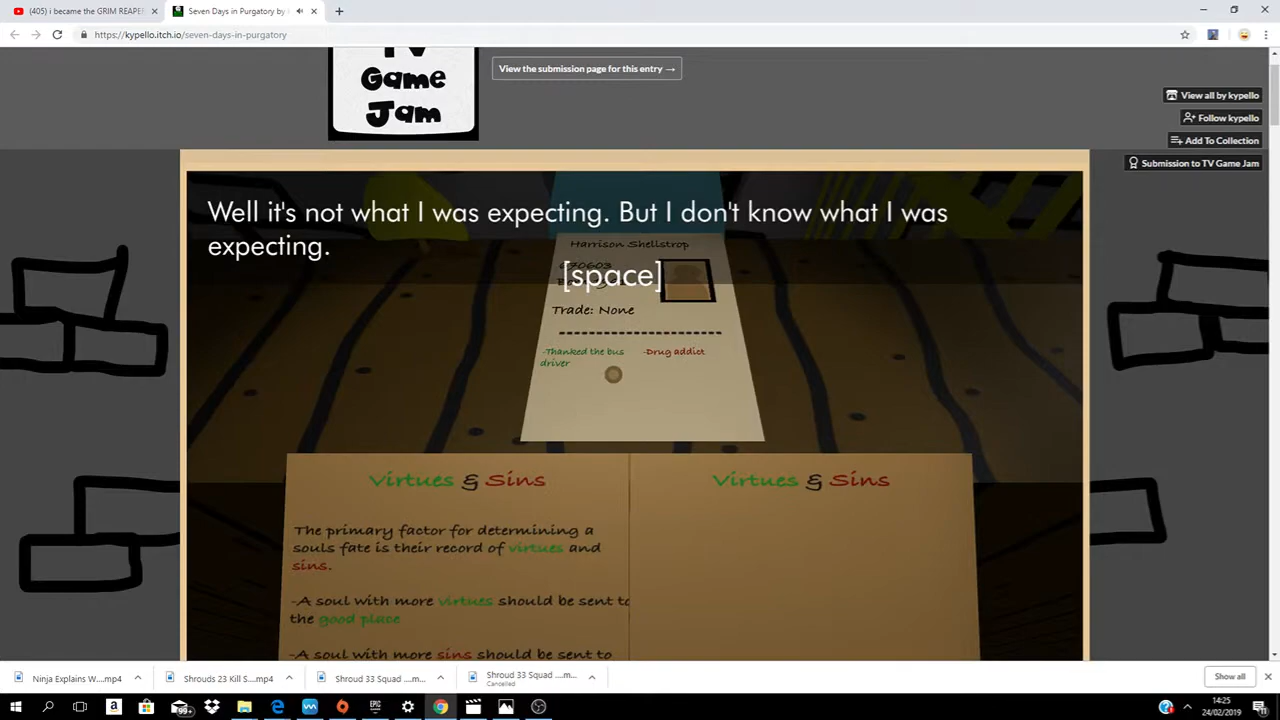 (405) i became the GRIM REAPER
Seven Days in Purgatory by
https://kypello.itch.io/seven-days-in-purgatory
Game
Jam
View the submission page for this entry →
View all by kypello
Follow kypello
Add To Collection
Submission to TV Game Jam
Well it's not what I was expecting. But I don't know what I was
expecting.
[space]
Harrison Shellstrop
Trade: None
-Thanked the bus
driver
-Drug addict
Virtues & Sins
The primary factor for determining a
souls fate is their record of virtues and
sins.
-A soul with more virtues should be sent to
the good place
-A soul with more sins should be sent to
Virtues & Sins
Ninja Explains W....mp4
Shrouds 23 Kill S....mp4
Shroud 33 Squad ....m...
Shroud 33 Squad ....m...
Cancelled
Show all
99+
EPIC
14:25
24/02/2019